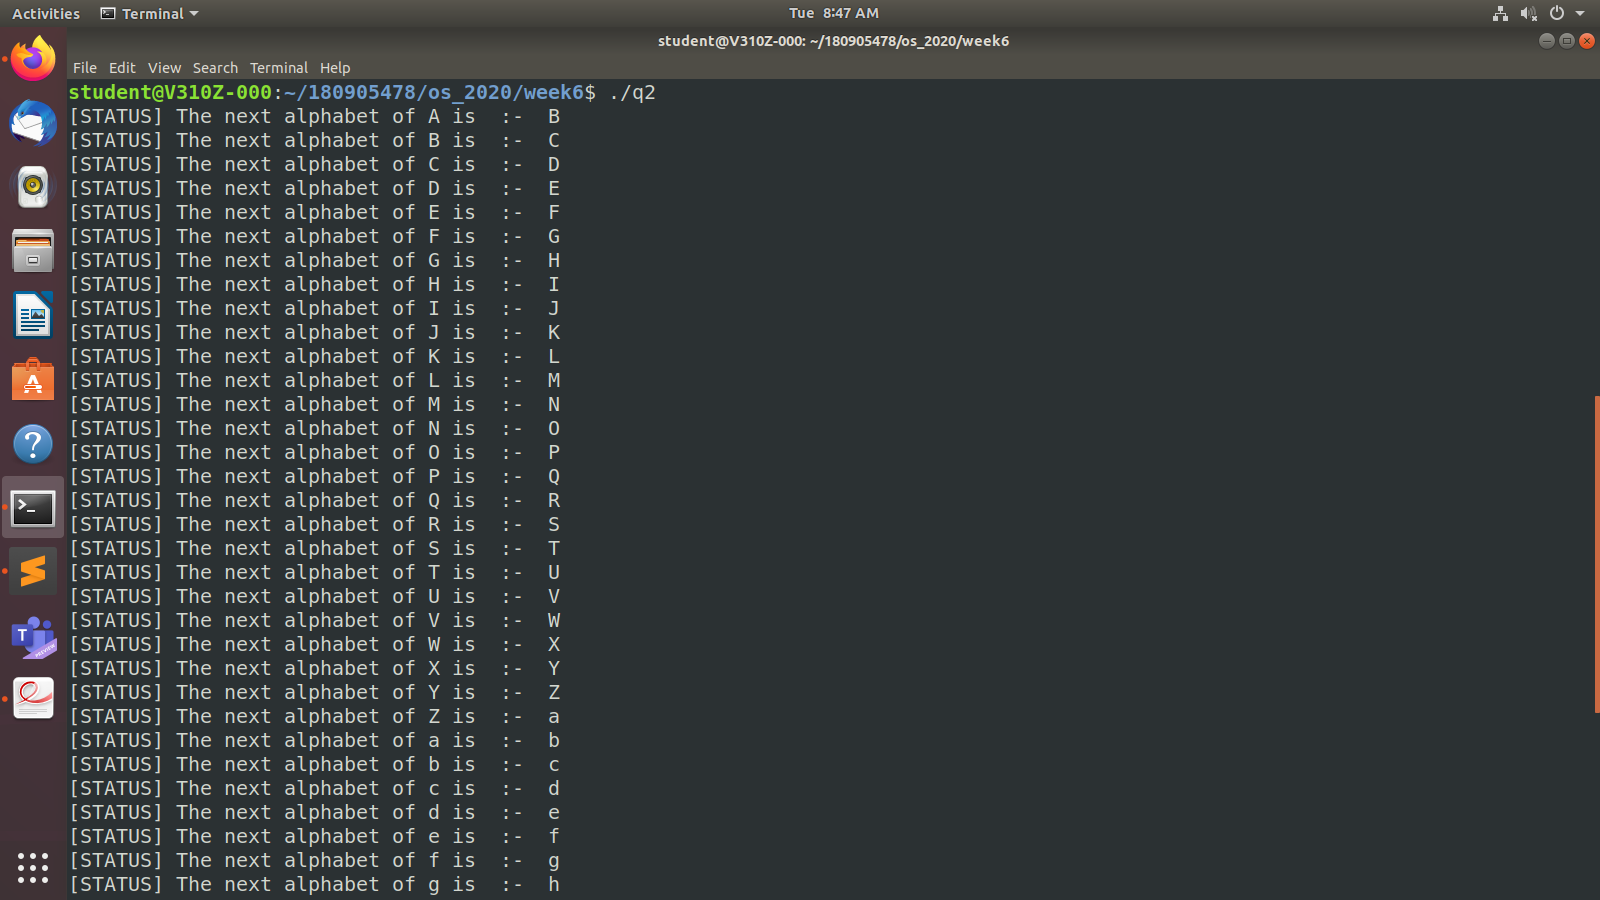 Activities Terminal Tue 8:47 AM
student@V310Z-000: ~/180905478/os_2020/week6
File Edit View Search Terminal Help
student@V310Z-000:~/180905478/os_2020/week6$ ./q2
[STATUS] The next alphabet of A is  :-  B
[STATUS] The next alphabet of B is  :-  C
[STATUS] The next alphabet of C is  :-  D
[STATUS] The next alphabet of D is  :-  E
[STATUS] The next alphabet of E is  :-  F
[STATUS] The next alphabet of F is  :-  G
[STATUS] The next alphabet of G is  :-  H
[STATUS] The next alphabet of H is  :-  I
[STATUS] The next alphabet of I is  :-  J
[STATUS] The next alphabet of J is  :-  K
[STATUS] The next alphabet of K is  :-  L
[STATUS] The next alphabet of L is  :-  M
[STATUS] The next alphabet of M is  :-  N
[STATUS] The next alphabet of N is  :-  O
[STATUS] The next alphabet of O is  :-  P
[STATUS] The next alphabet of P is  :-  Q
[STATUS] The next alphabet of Q is  :-  R
[STATUS] The next alphabet of R is  :-  S
[STATUS] The next alphabet of S is  :-  T
[STATUS] The next alphabet of T is  :-  U
[STATUS] The next alphabet of U is  :-  V
[STATUS] The next alphabet of V is  :-  W
[STATUS] The next alphabet of W is  :-  X
[STATUS] The next alphabet of X is  :-  Y
[STATUS] The next alphabet of Y is  :-  Z
[STATUS] The next alphabet of Z is  :-  a
[STATUS] The next alphabet of a is  :-  b
[STATUS] The next alphabet of b is  :-  c
[STATUS] The next alphabet of c is  :-  d
[STATUS] The next alphabet of d is  :-  e
[STATUS] The next alphabet of e is  :-  f
[STATUS] The next alphabet of f is  :-  g
[STATUS] The next alphabet of g is  :-  h
T
PREVIEW